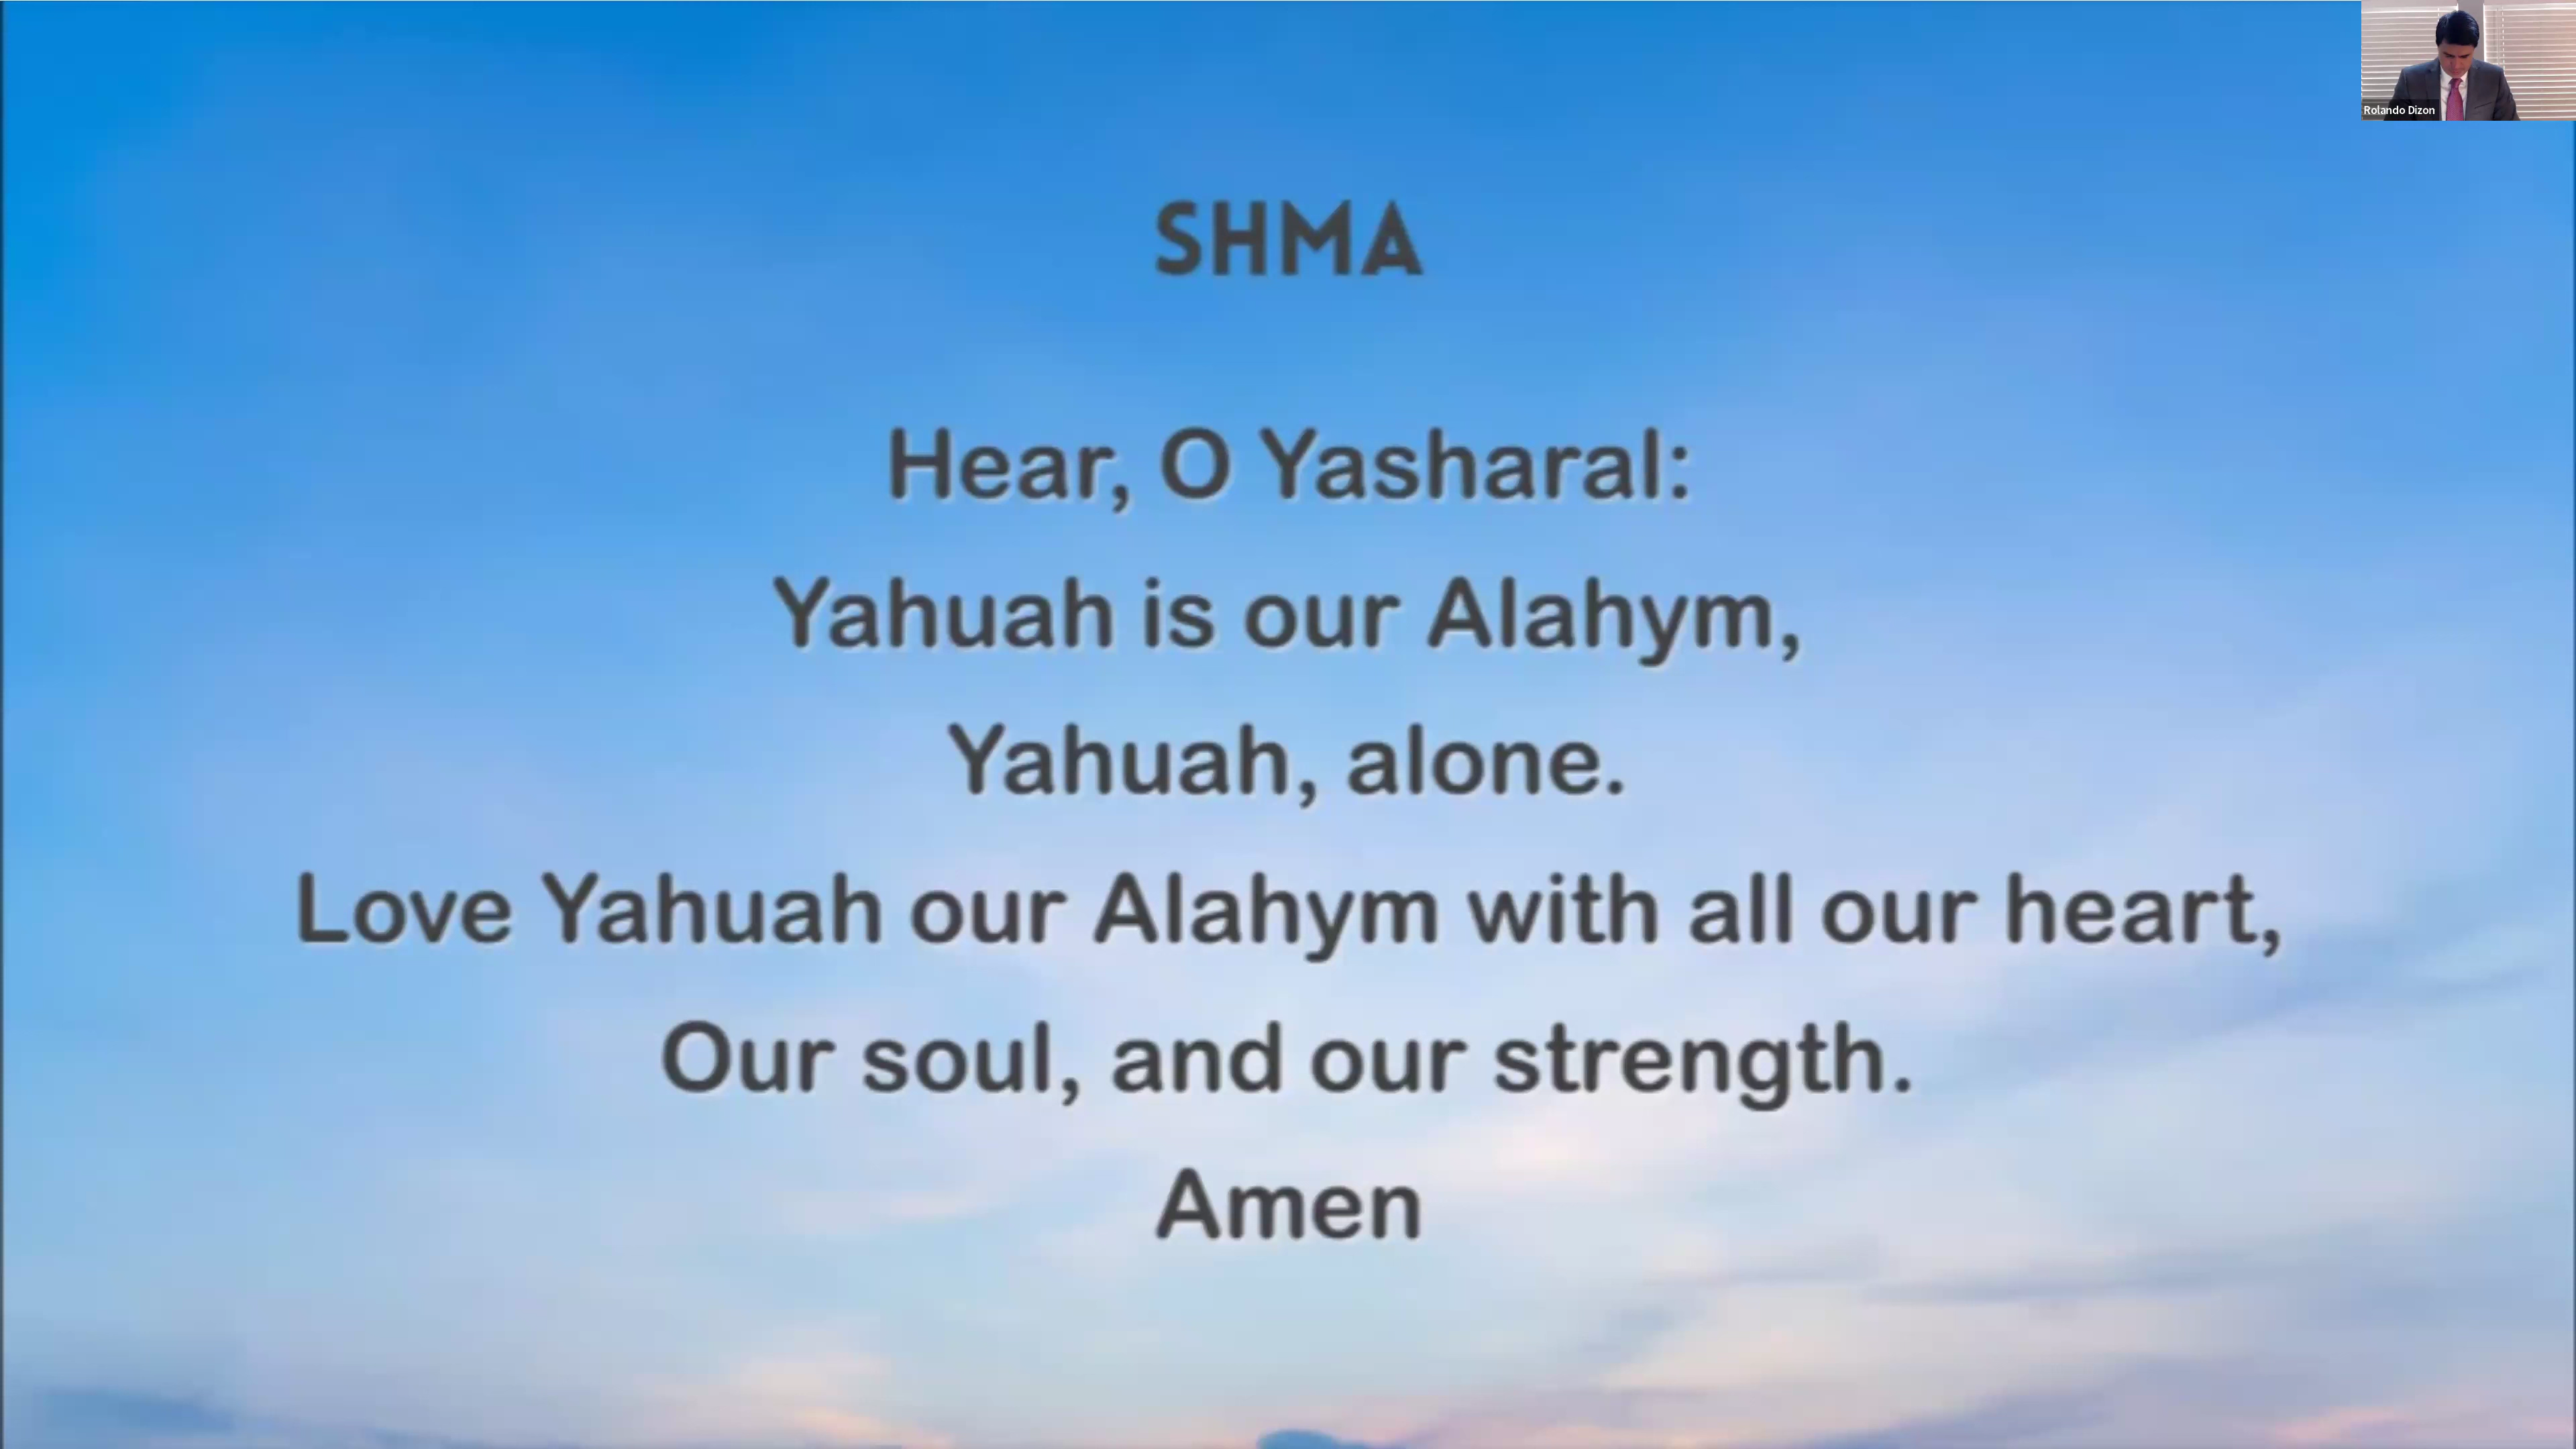 Rolando Dizon
SHMA
Hear, O Yasharal:
Yahuah is our Alahym,
Yahuah, alone.
Love Yahuah our Alahym with all our heart,
Our soul, and our strength.
Amen